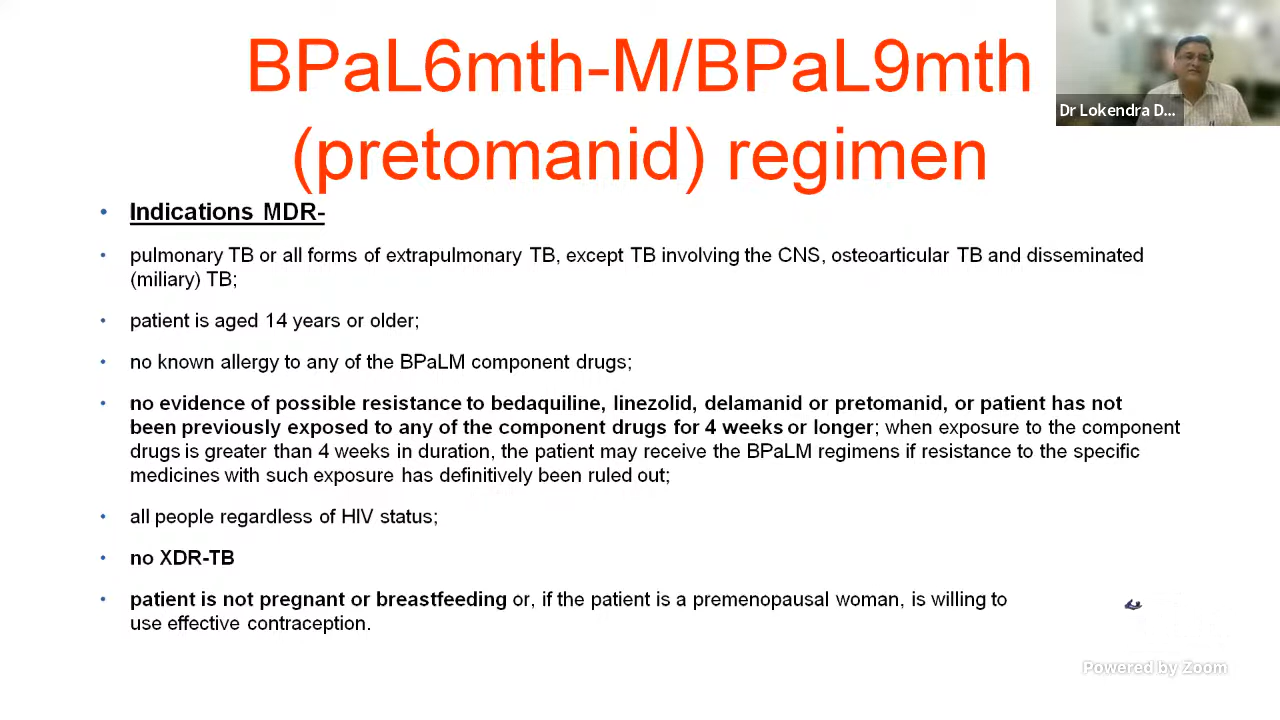 BPaL6mth-M/BPaL9mth
(pretomanid) regimen
Dr Lokendra D...
• Indications MDR-
• pulmonary TB or all forms of extrapulmonary TB, except TB involving the CNS, osteoarticular TB and disseminated
(miliary) TB;
• patient is aged 14 years or older;
• no known allergy to any of the BPaLM component drugs;
• no evidence of possible resistance to bedaquiline, linezolid, delamanid or pretomanid, or patient has not
been previously exposed to any of the component drugs for 4 weeks or longer; when exposure to the component
drugs is greater than 4 weeks in duration, the patient may receive the BPaLM regimens if resistance to the specific
medicines with such exposure has definitively been ruled out;
• all people regardless of HIV status;
• no XDR-TB
• patient is not pregnant or breastfeeding or, if the patient is a premenopausal woman, is willing to
use effective contraception.
Powered by Zoom